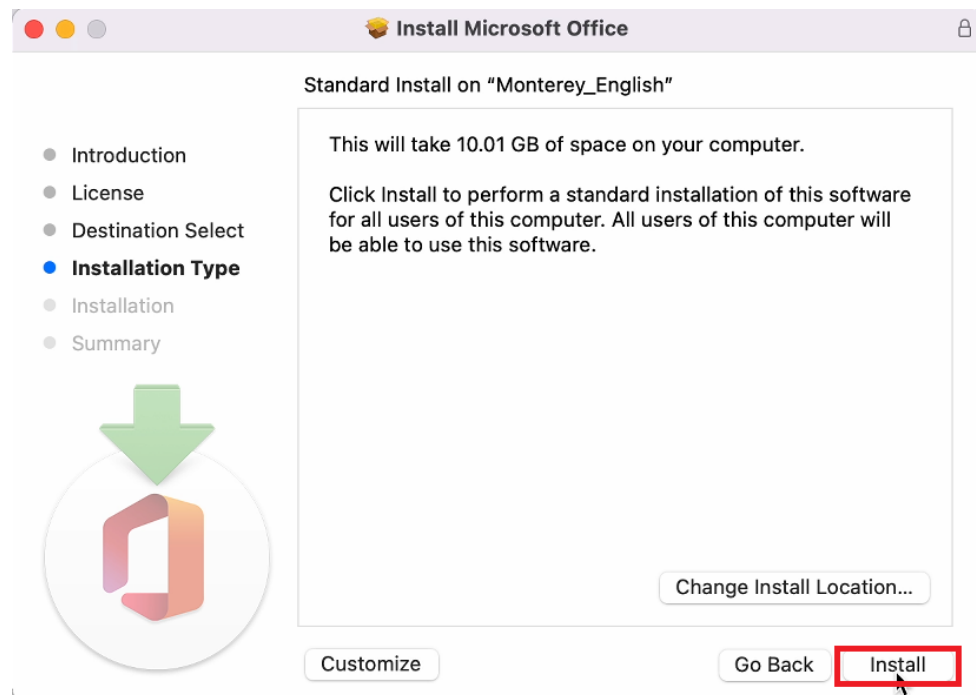 Install Microsoft Office
Standard Install on “Monterey_English”
Introduction
License
Destination Select
Installation Type
Installation
Summary
This will take 10.01 GB of space on your computer.
Click Install to perform a standard installation of this software
for all users of this computer. All users of this computer will
be able to use this software.
Change Install Location...
Customize
Go Back
Install